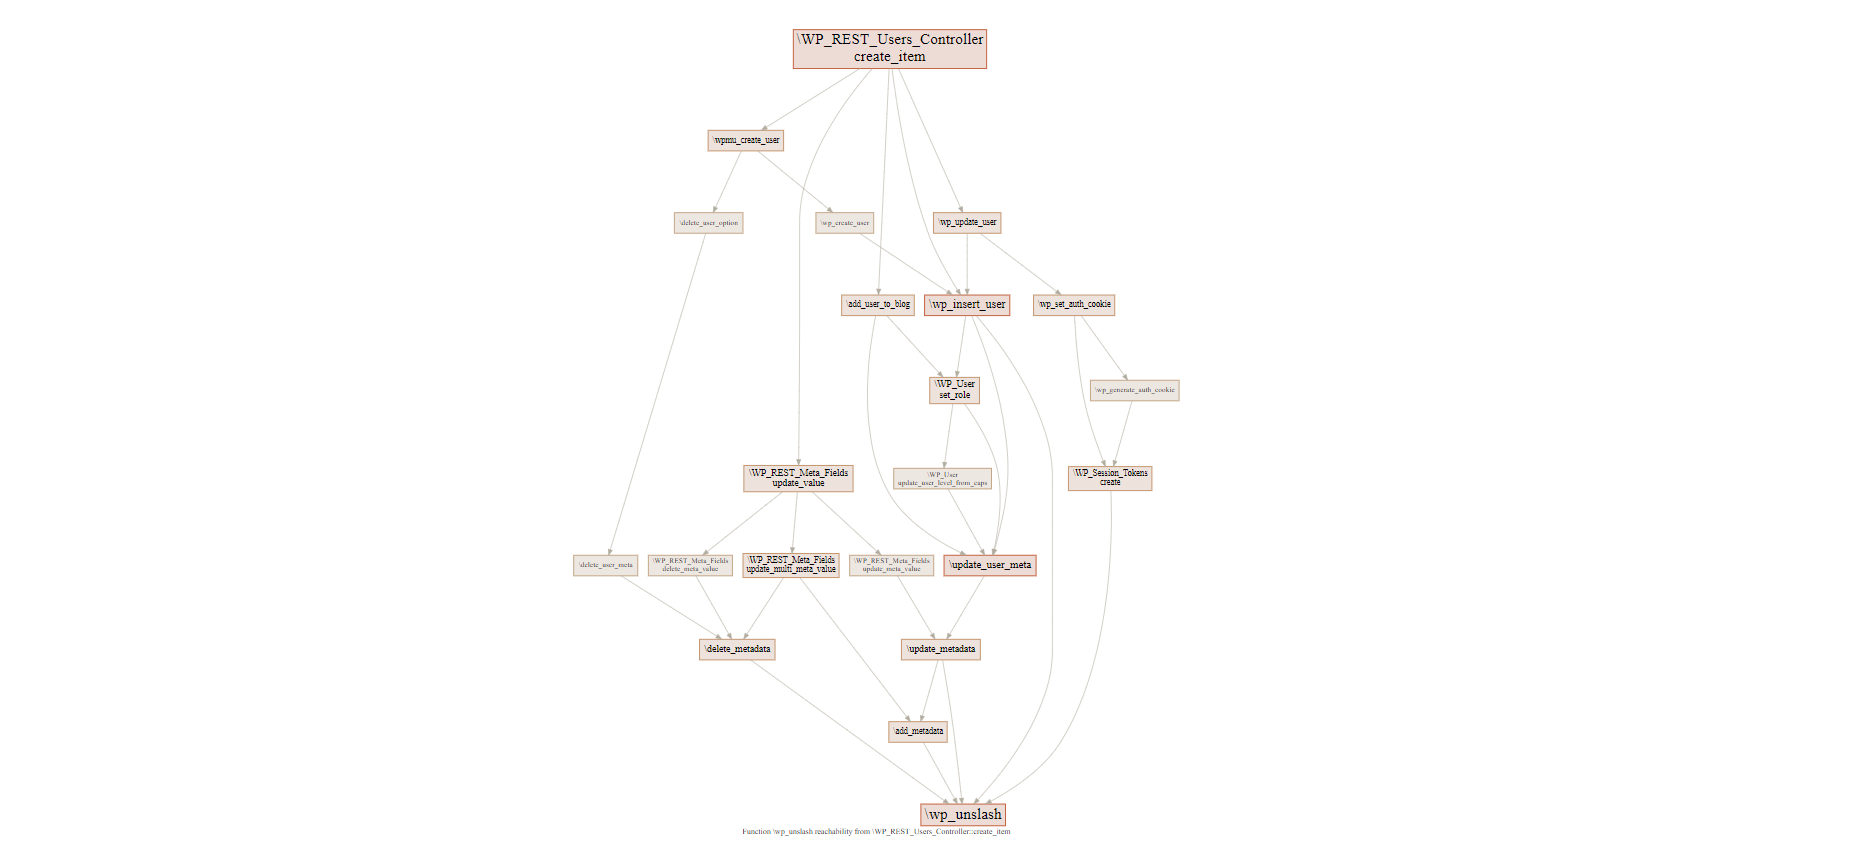 \WP_REST_Users_Controller
create_item
\wpmu_create_user
\delete_user_option
\wp_create_user
\wp_update_user
\add_user_to_blog
\wp_insert_user
\wp_set_auth_cookie
\WP_User
set_role
\wp_generate_auth_cookie
\WP_REST_Meta_Fields
update_value
\WP_User
update_user_level_from_caps
\WP_Session_Tokens
create
\delete_user_meta
\WP_REST_Meta_Fields
delete_meta_value
\WP_REST_Meta_Fields
update_multi_meta_value
\WP_REST_Meta_Fields
update_meta_value
\update_user_meta
\delete_metadata
\update_metadata
\add_metadata
\wp_unslash
Function \wp_unslash reachability from \WP_REST_Users_Controller::create_item